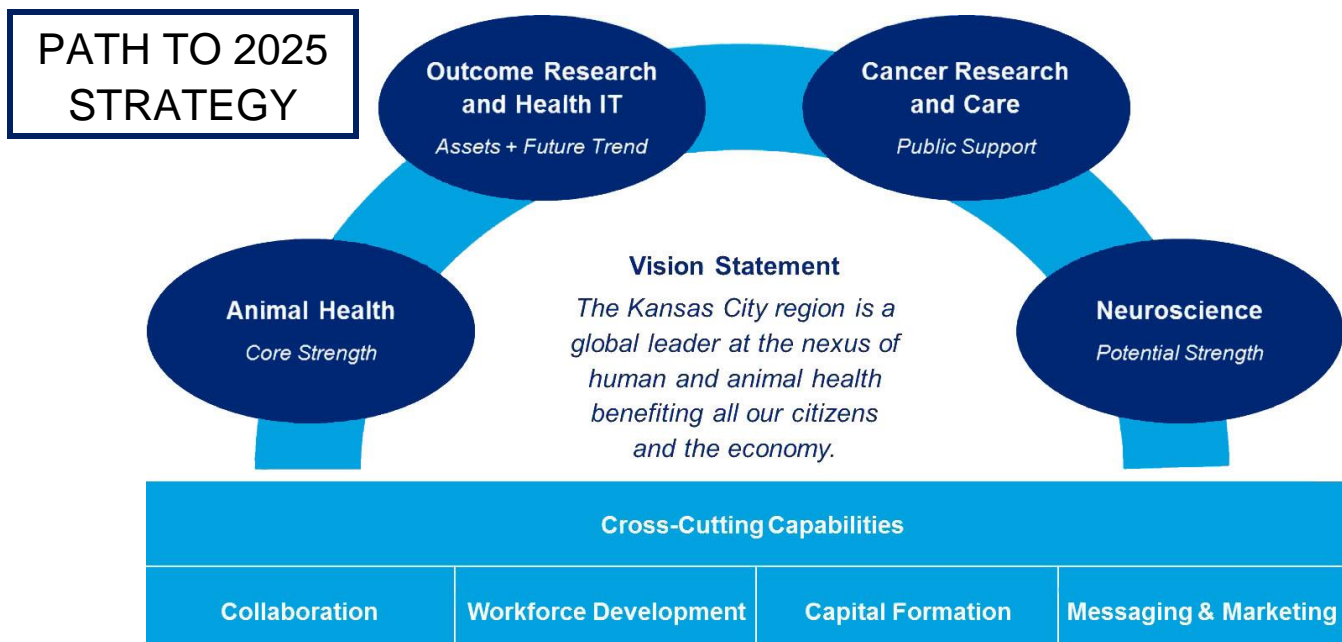 PATH TO 2025
STRATEGY
Outcome Research
and Health IT
Assets + Future Trend
Cancer Research
and Care
Public Support
Animal Health
Core Strength
Neuroscience
Potential Strength
Vision Statement
The Kansas City region is a
global leader at the nexus of
human and animal health
benefiting all our citizens
and the economy.
Cross-Cutting Capabilities
Collaboration
Workforce Development
Capital Formation
Messaging & Marketing